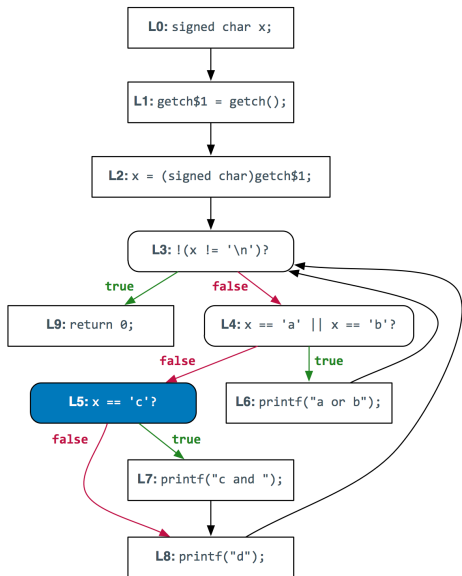 L0: signed char x;
L1: getch$1 = getch();
L2: x = (signed char)getch$1;
L3: !(x != '\n')?
true
false
L9: return 0;
L4: x == 'a' || x == 'b'?
false
true
L5: x == 'c'?
L6: printf("a or b");
false
true
L7: printf("c and ");
L8: printf("d");